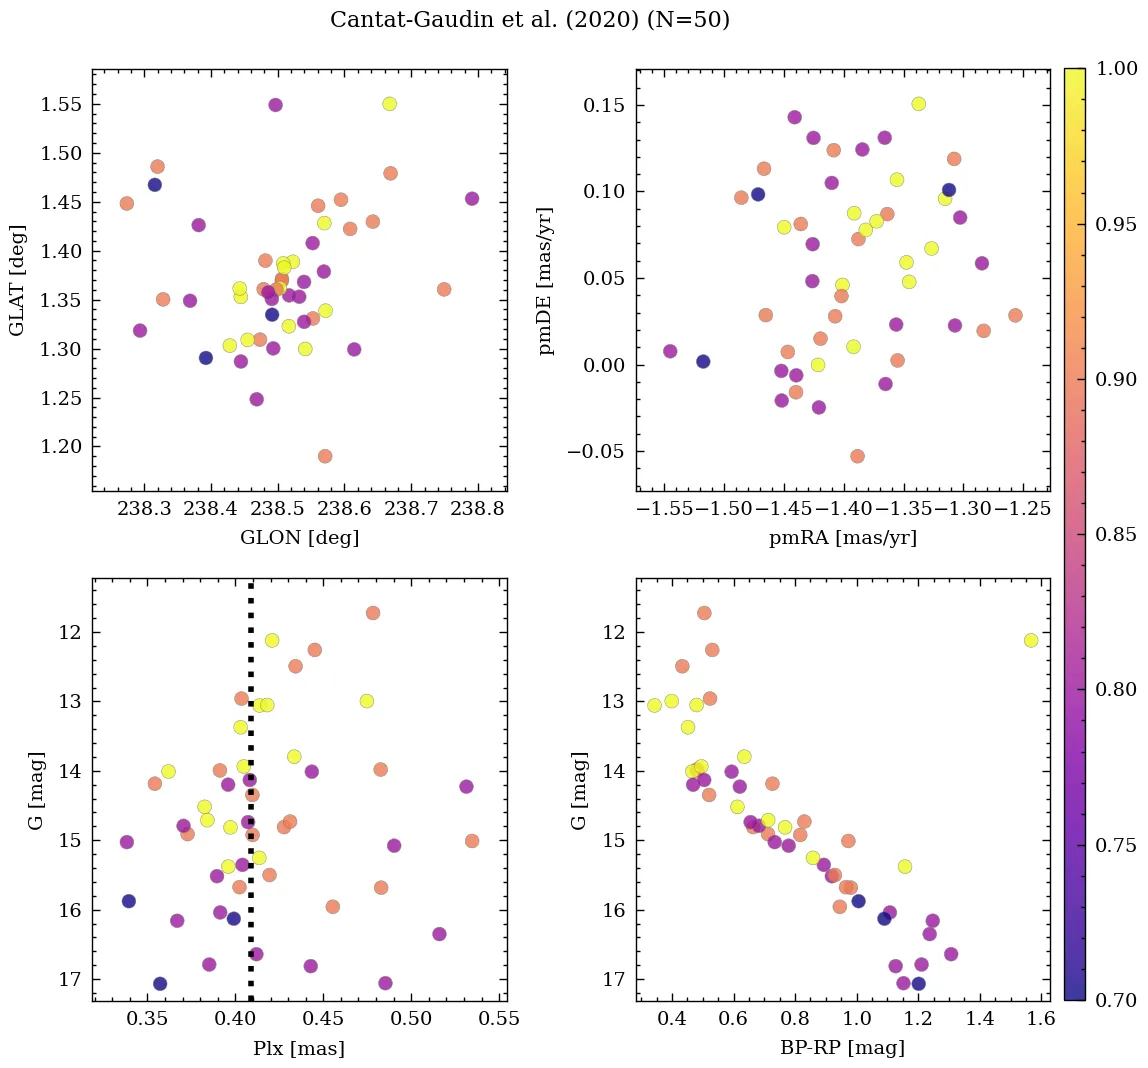 Cantat-Gaudin et al. (2020) (N=50)
1.55
1.50
1.45
1.40
1.35
1.30
1.25
1.20
GLAT [deg]
238.3 238.4 238.5 238.6 238.7 238.8
GLON [deg]
0.15
0.10
0.05
0.00
−0.05
pmDE [mas/yr]
−1.55 −1.50 −1.45 −1.40 −1.35 −1.30 −1.25
pmRA [mas/yr]
12
13
14
15
16
17
G [mag]
0.35 0.40 0.45 0.50 0.55
Plx [mas]
12
13
14
15
16
17
G [mag]
0.4 0.6 0.8 1.0 1.2 1.4 1.6
BP-RP [mag]
1.00
0.95
0.90
0.85
0.80
0.75
0.70